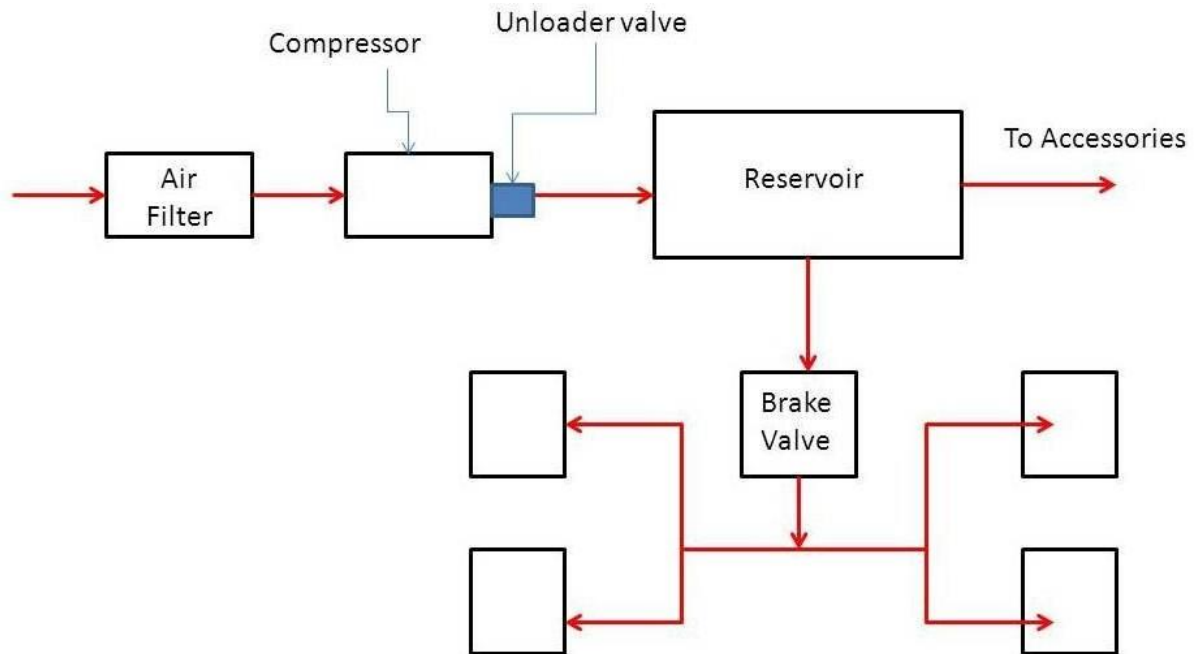 Unloader valve
Compressor
To Accessories
Air
Filter
Reservoir
Brake
Valve